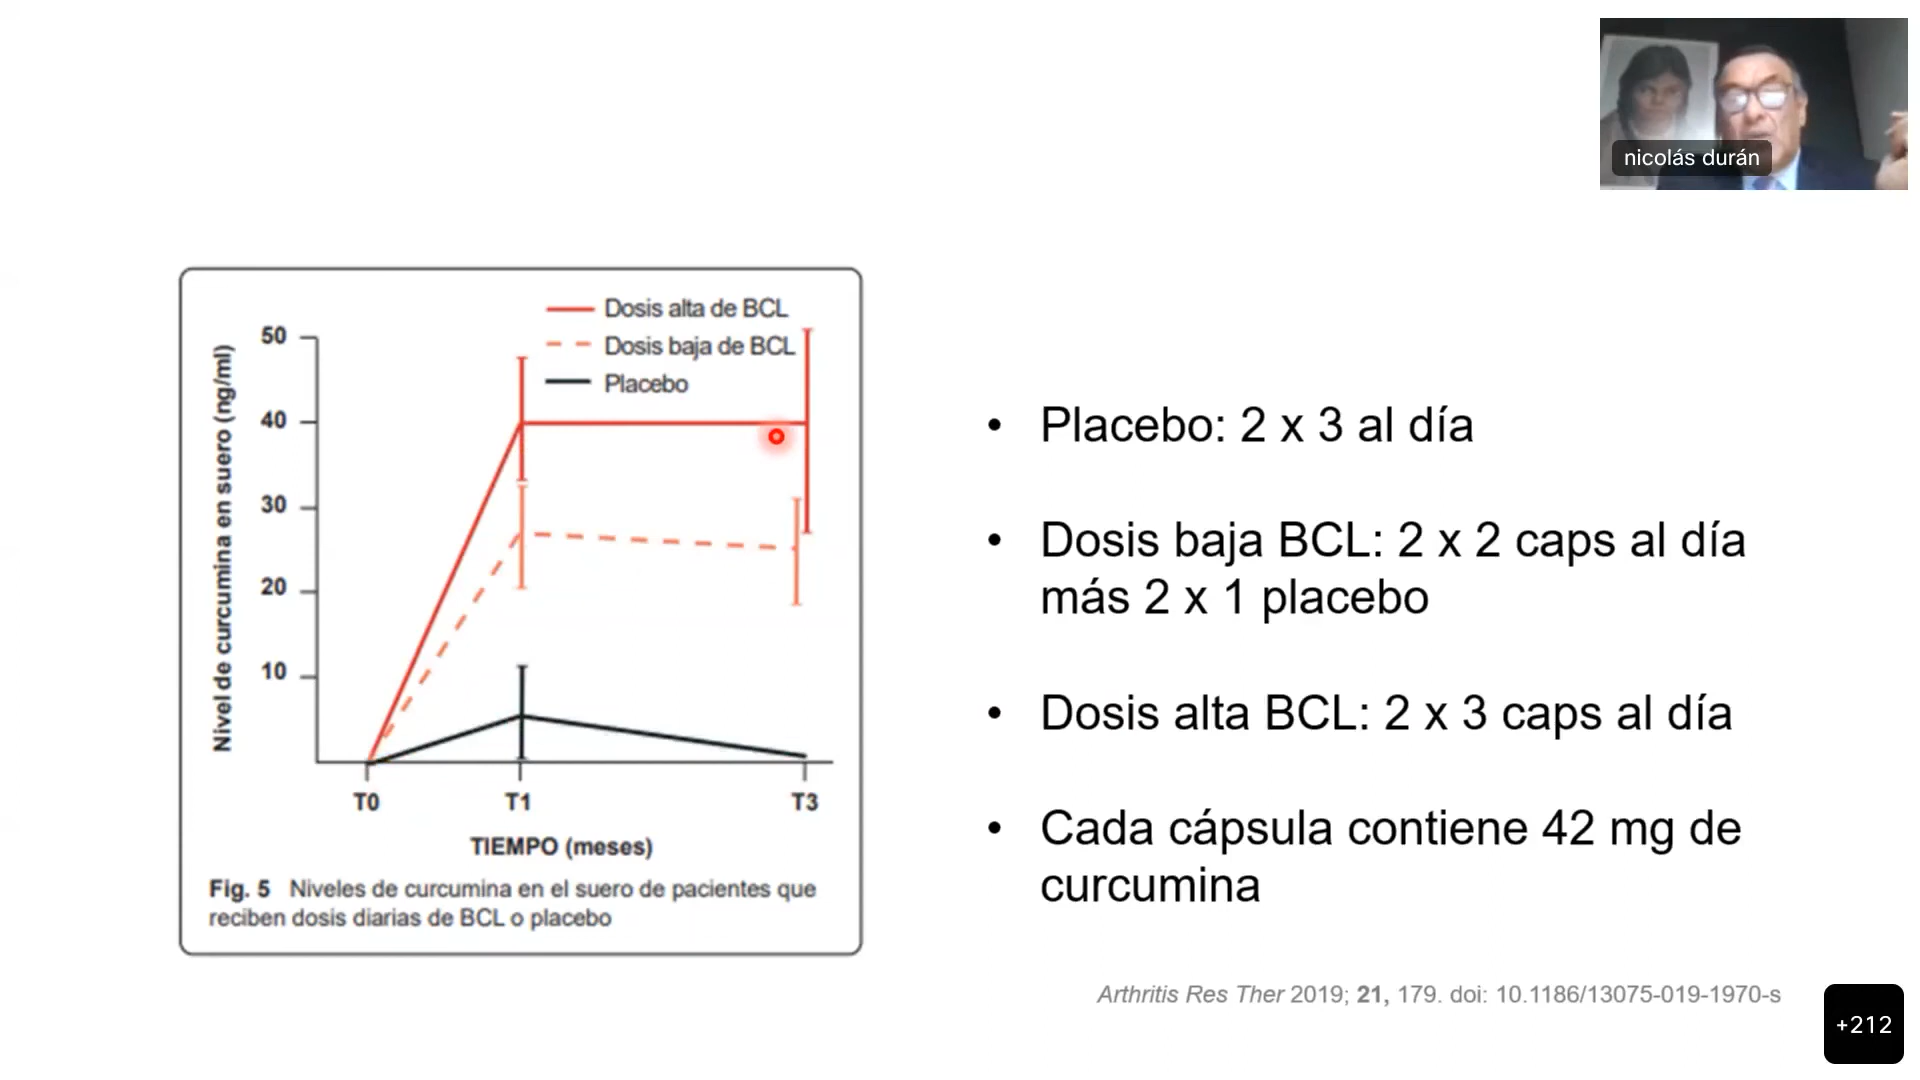 nicolás durán
Dosis alta de BCL
Dosis baja de BCL
Placebo
Nivel de curcumina en suero (ng/ml)
50
40
30
20
10
T0 T1 T3
TIEMPO (meses)
Fig. 5 Niveles de curcumina en el suero de pacientes que
reciben dosis diarias de BCL o placebo
• Placebo: 2 x 3 al día
• Dosis baja BCL: 2 x 2 caps al día
más 2 x 1 placebo
• Dosis alta BCL: 2 x 3 caps al día
• Cada cápsula contiene 42 mg de
curcumina
Arthritis Res Ther 2019; 21, 179. doi: 10.1186/13075-019-1970-s
+212